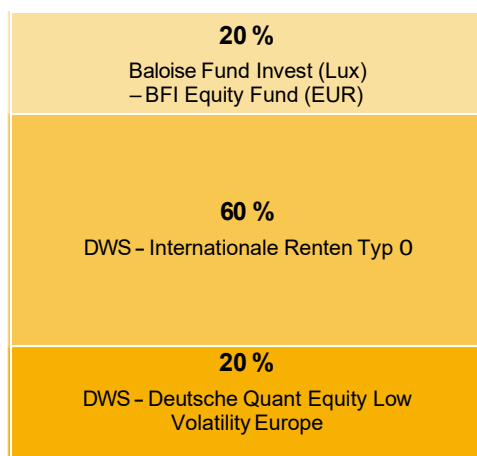 20 %
Baloise Fund Invest (Lux)
– BFI Equity Fund (EUR)
60 %
DWS – Internationale Renten Typ O
20 %
DWS – Deutsche Quant Equity Low
Volatility Europe